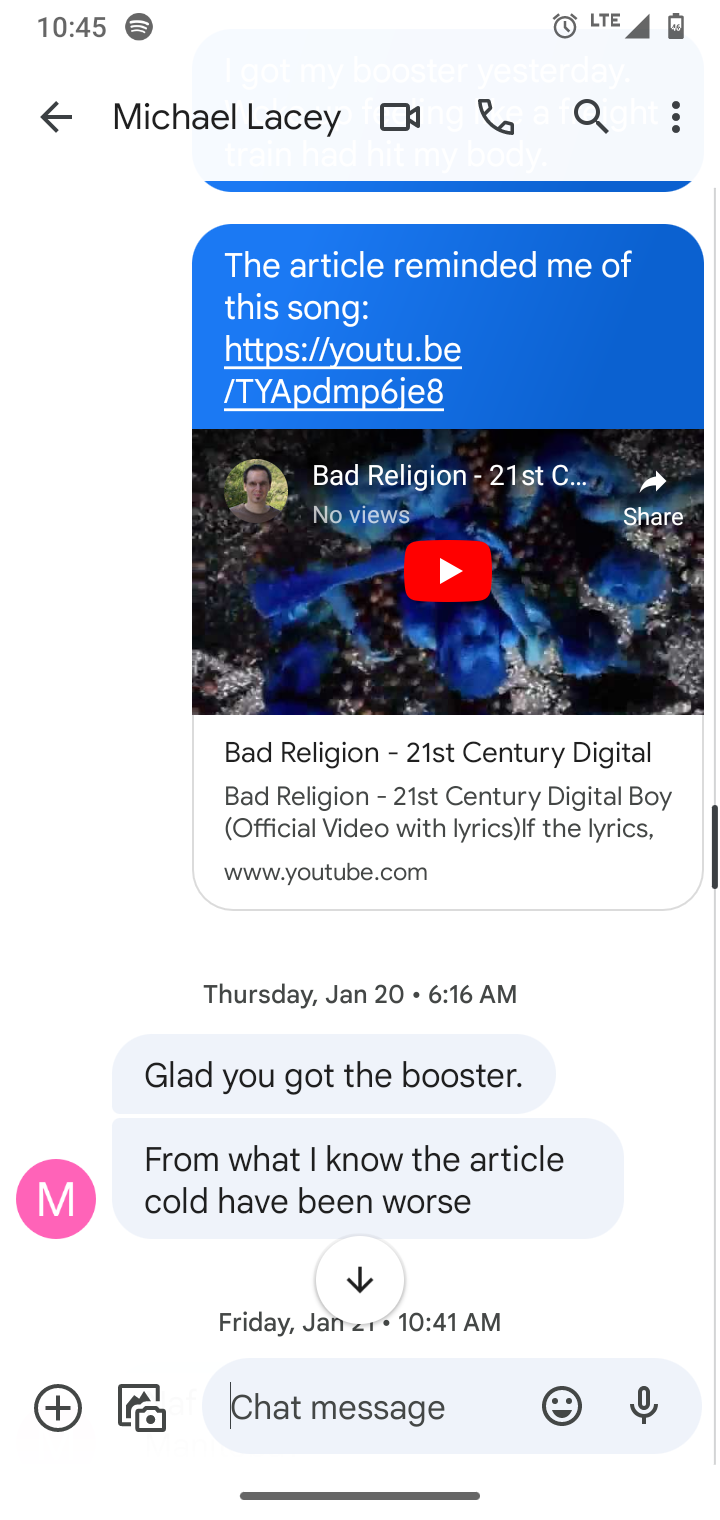 10:45
LTE
46
I got my booster yesterday.
train had hit my body.
Michael Lacey
The article reminded me of
this song:
https://youtu.be
/TYApdmp6je8
Bad Religion - 21st C...
No views
Share
Bad Religion - 21st Century Digital
Bad Religion - 21st Century Digital Boy
(Official Video with lyrics)If the lyrics,
www.youtube.com
Thursday, Jan 20 • 6:16 AM
Glad you got the booster.
From what I know the article
cold have been worse
M
Friday, Jan 21 • 10:41 AM
Chat message